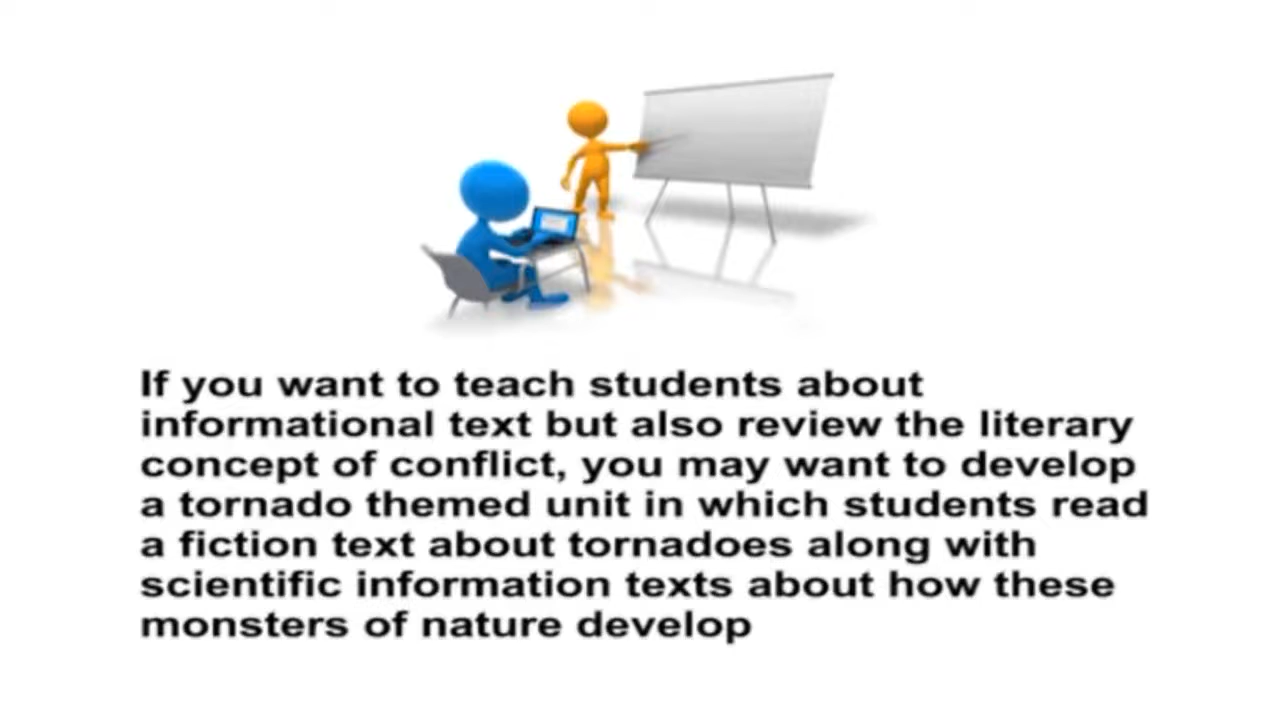 If you want to teach students about
informational text but also review the literary
concept of conflict, you may want to develop
a tornado themed unit in which students read
a fiction text about tornadoes along with
scientific information texts about how these
monsters of nature develop